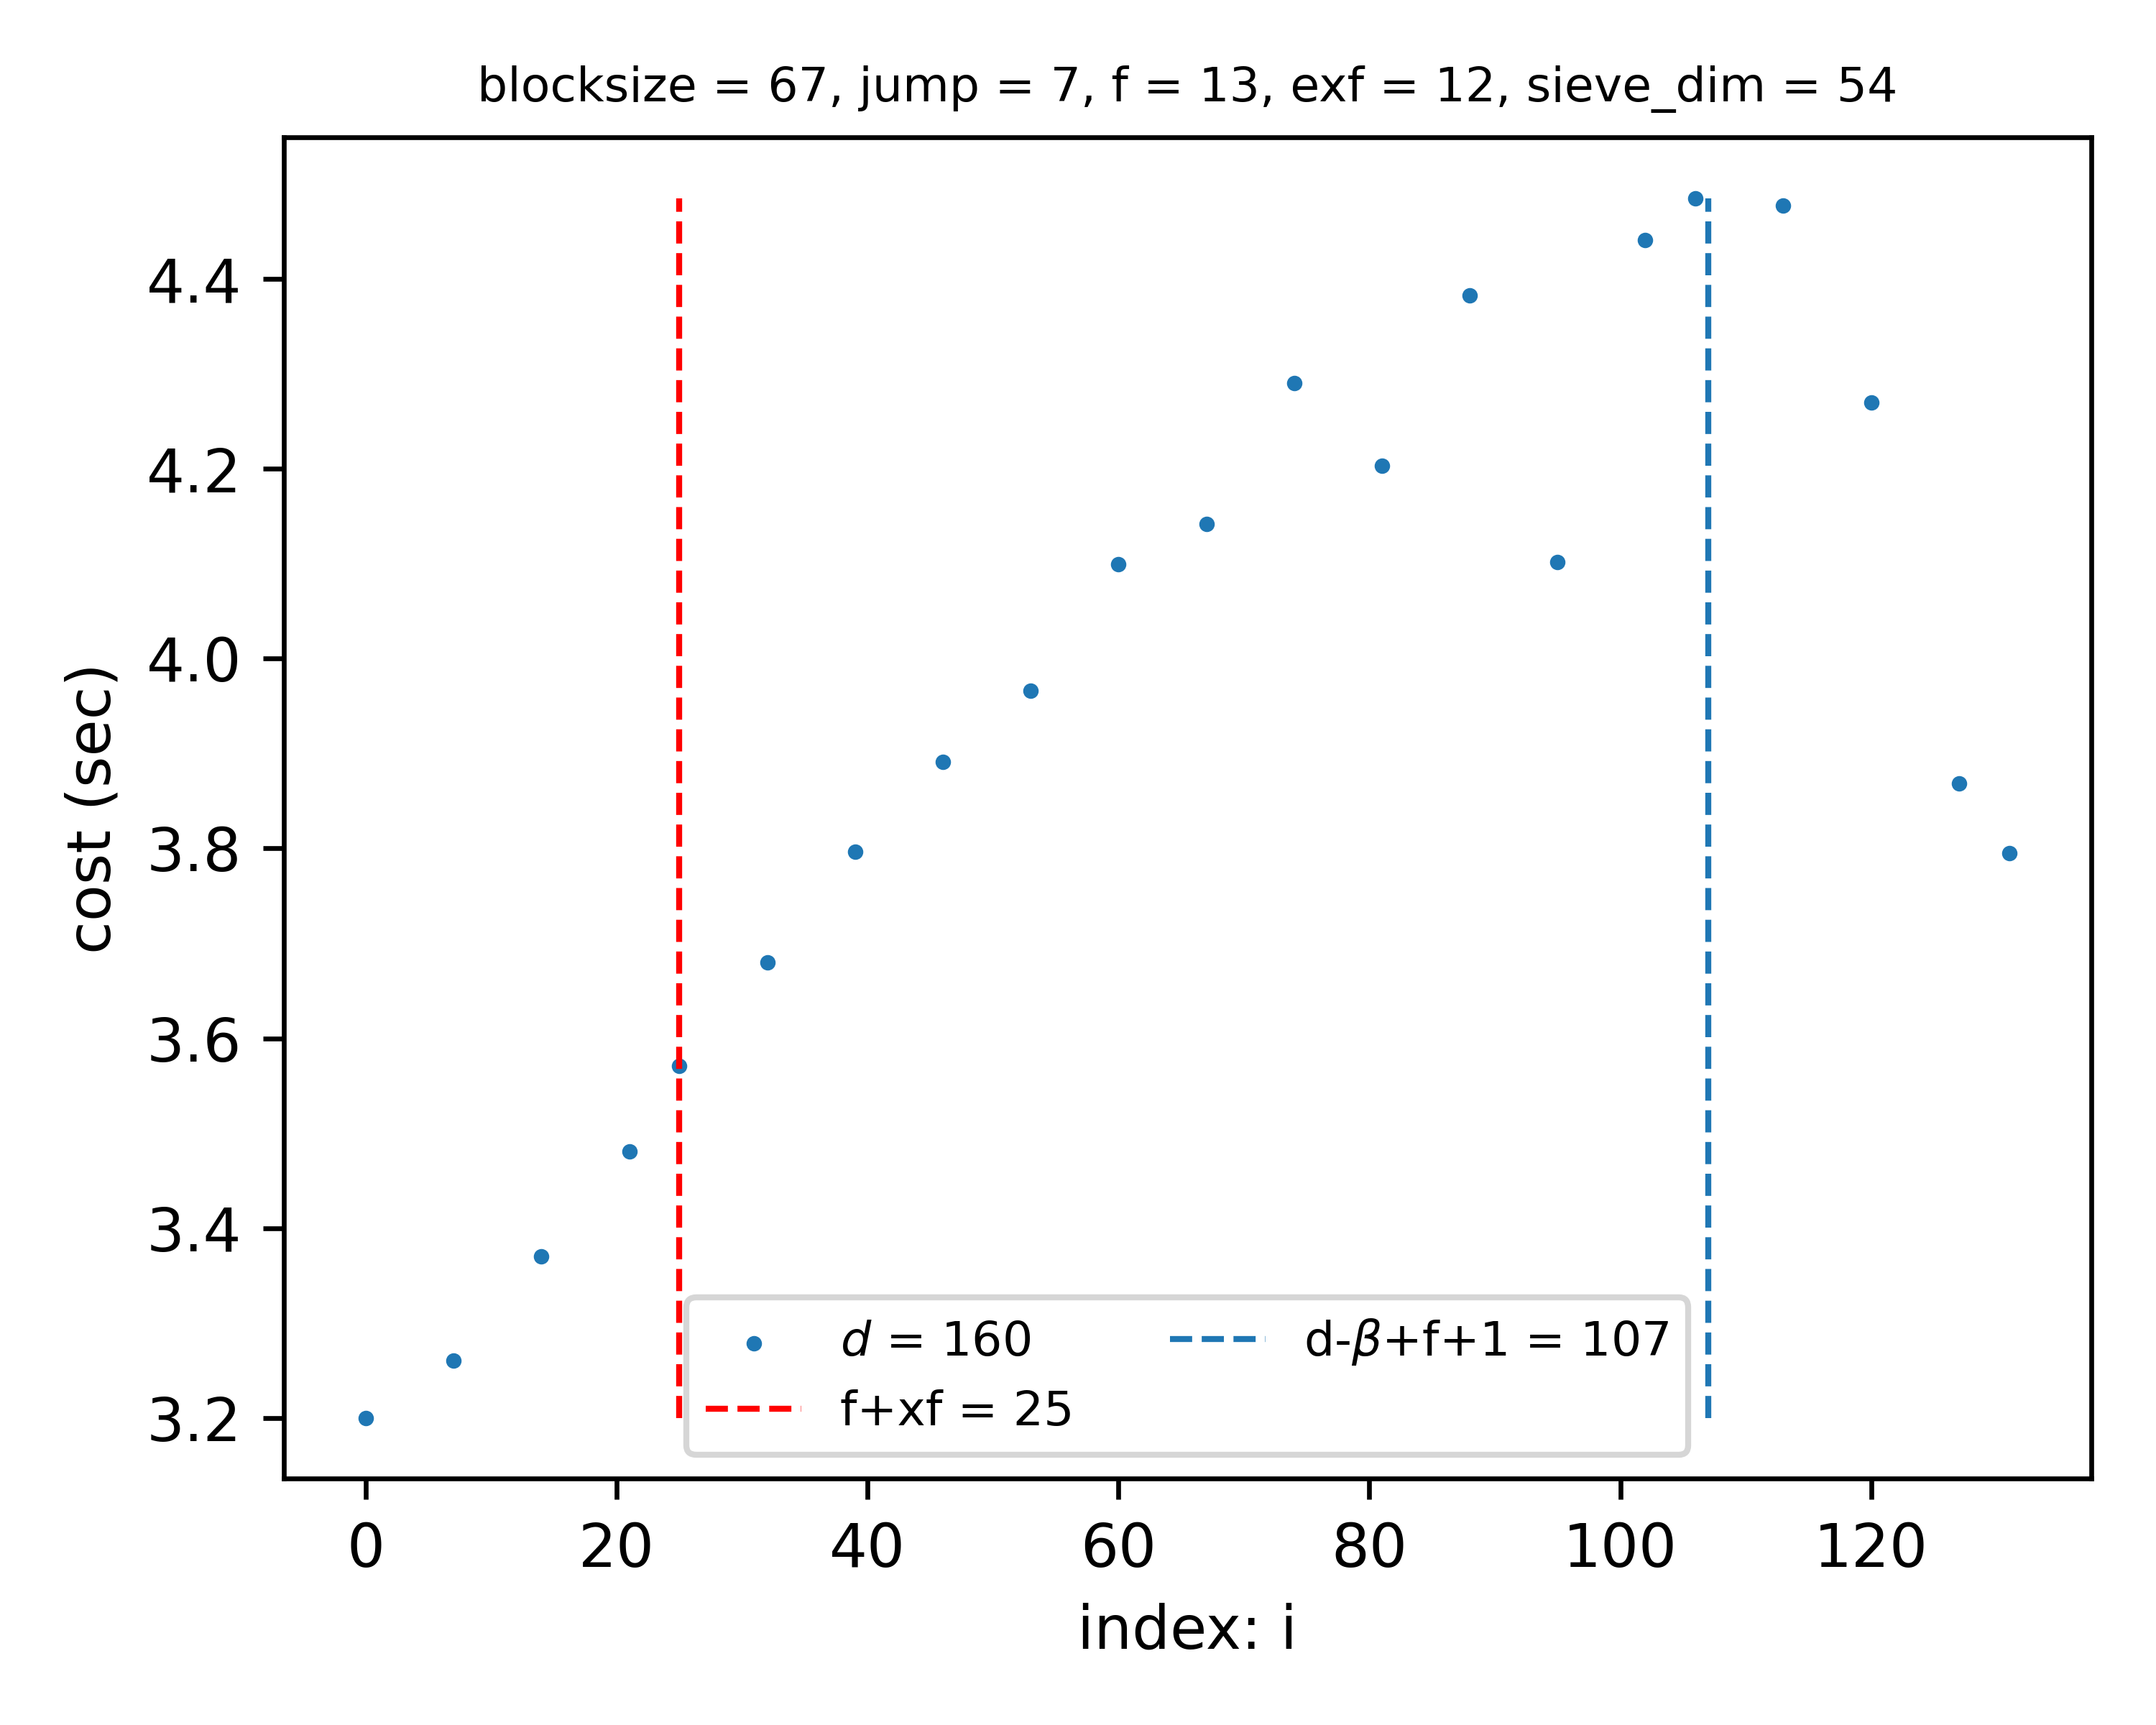 blocksize = 67, jump = 7, f = 13, exf = 12, sieve_dim = 54
4.4
4.2
4.0
3.8
3.6
3.4
3.2
cost (sec)
d = 160
f+xf = 25
d-β+f+1 = 107
0 20 40 60 80 100 120
index: i